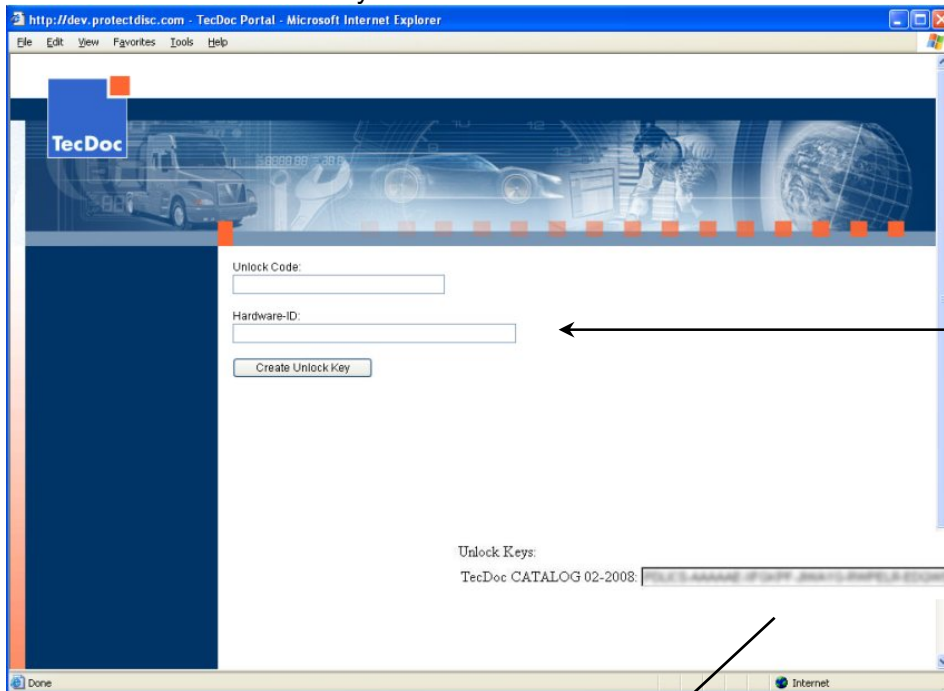 http://dev.protectdisc.com - TecDoc Portal - Microsoft Internet Explorer
File Edit View Favorites Tools Help
TecDoc
Unlock Code:
Hardware-ID:
Create Unlock Key
Unlock Keys:
TecDoc CATALOG 02-2008:
Done Internet